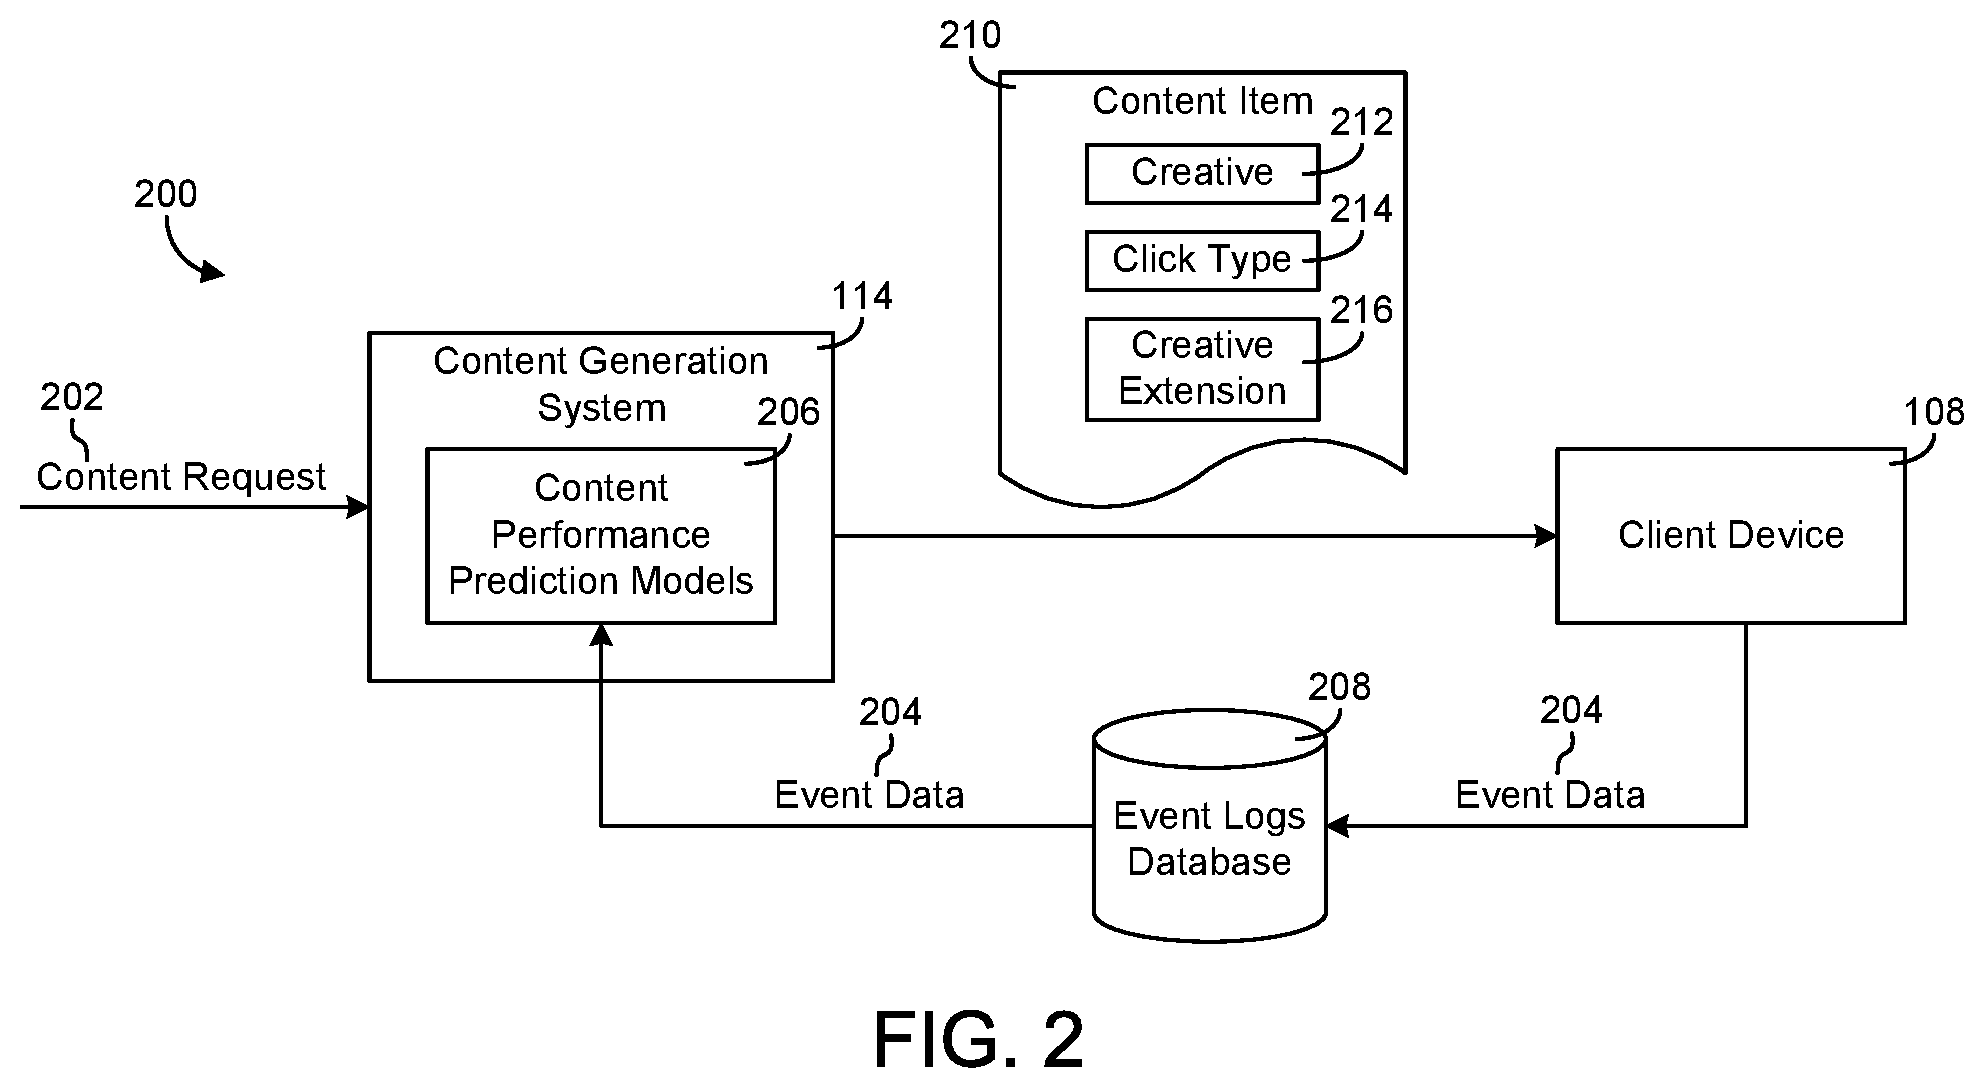 210
Content Item
212
Creative
214
Click Type
216
Creative
Extension
200
114
Content Generation
System
202
Content Request
206
Content
Performance
Prediction Models
108
Client Device
204
Event Data
208
Event Logs
Database
204
Event Data
FIG. 2